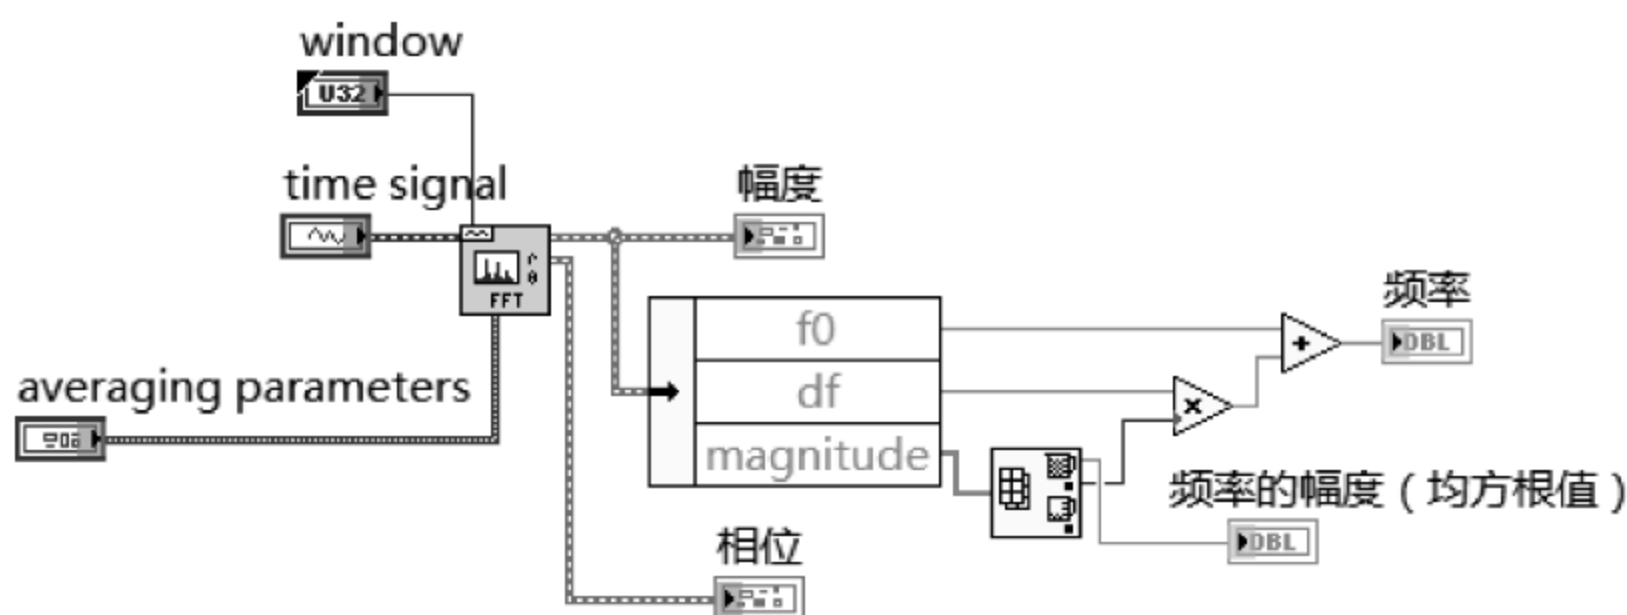 window
U32
time signal
幅度
FFT
f0
频率
+
DBL
averaging parameters
df
×
magnitude
频率的幅度（均方根值）
DBL
相位